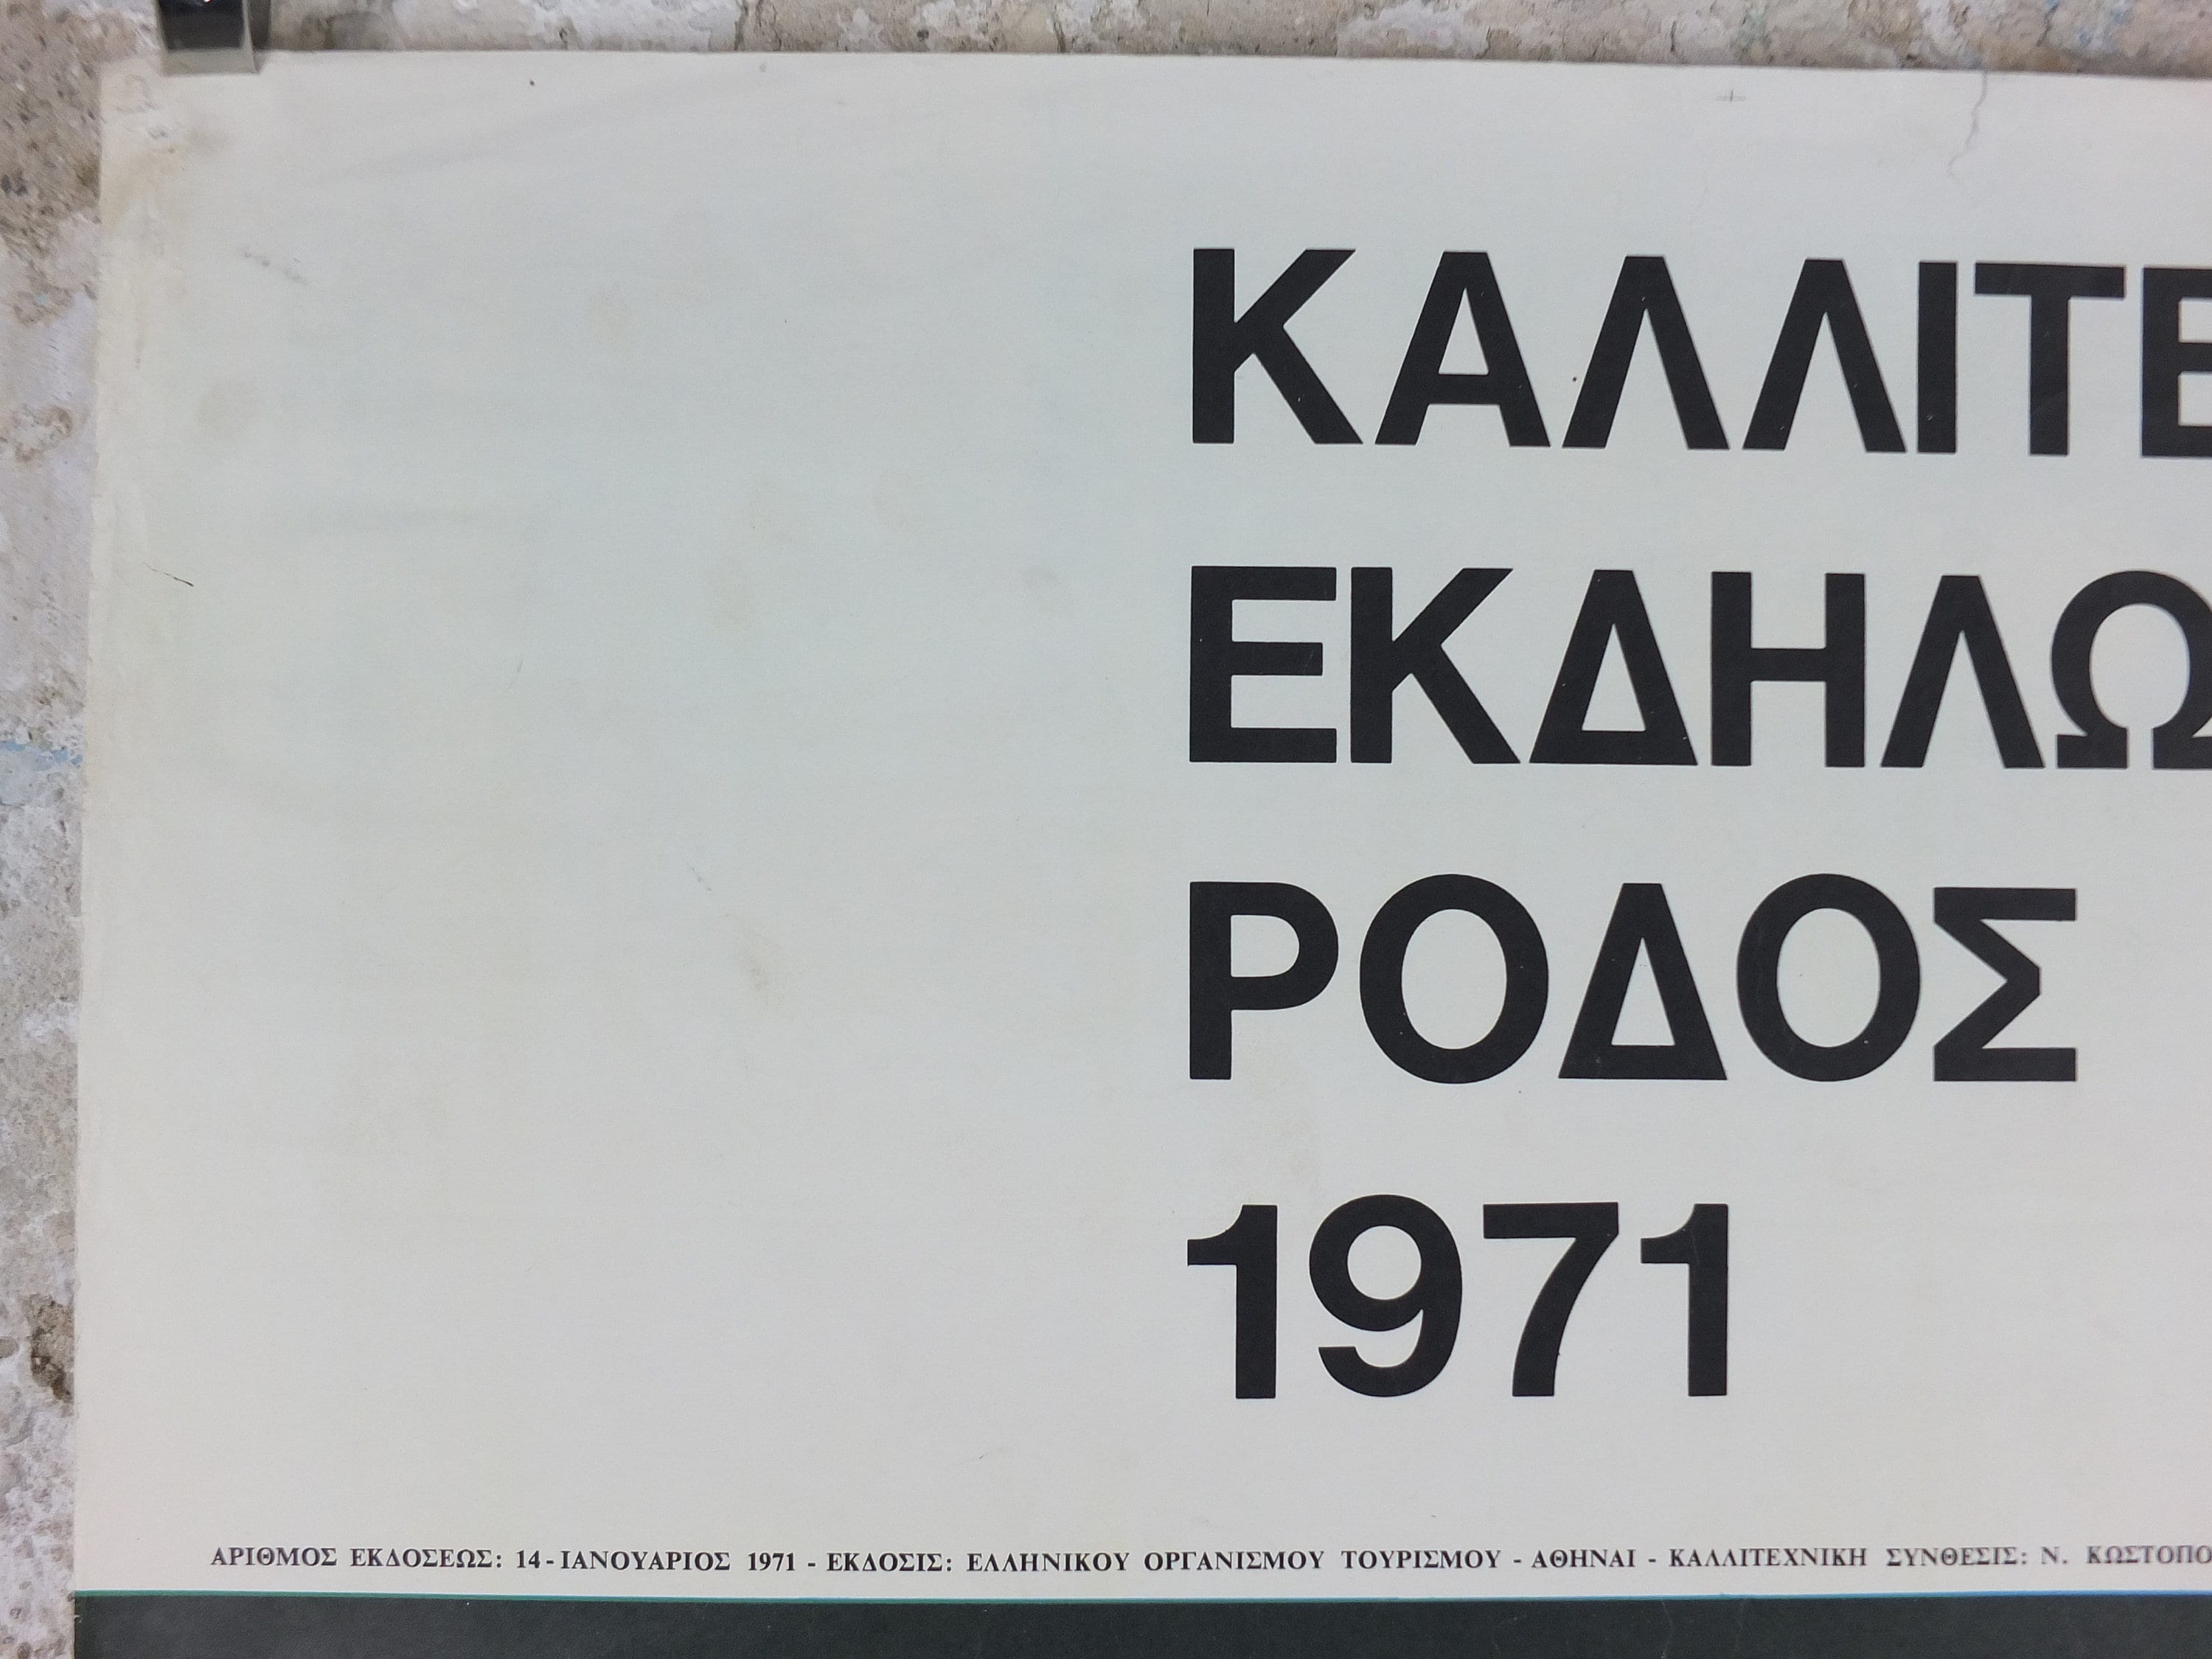 ΚΑΛΛΙΤΕ
ΕΚΔΗΛΩ
ΡΟΔΟΣ
1971
ΑΡΙΘΜΟΣ ΕΚΔΟΣΕΩΣ: 14 - ΙΑΝΟΥΑΡΙΟΣ 1971 - ΕΚΔΟΣΙΣ: ΕΛΛΗΝΙΚΟΥ ΟΡΓΑΝΙΣΜΟΥ ΤΟΥΡΙΣΜΟΥ - ΑΘΗΝΑΙ - ΚΑΛΛΙΤΕΧΝΙΚΗ ΣΥΝΘΕΣΙΣ: Ν. ΚΩΣΤΟΠΟ